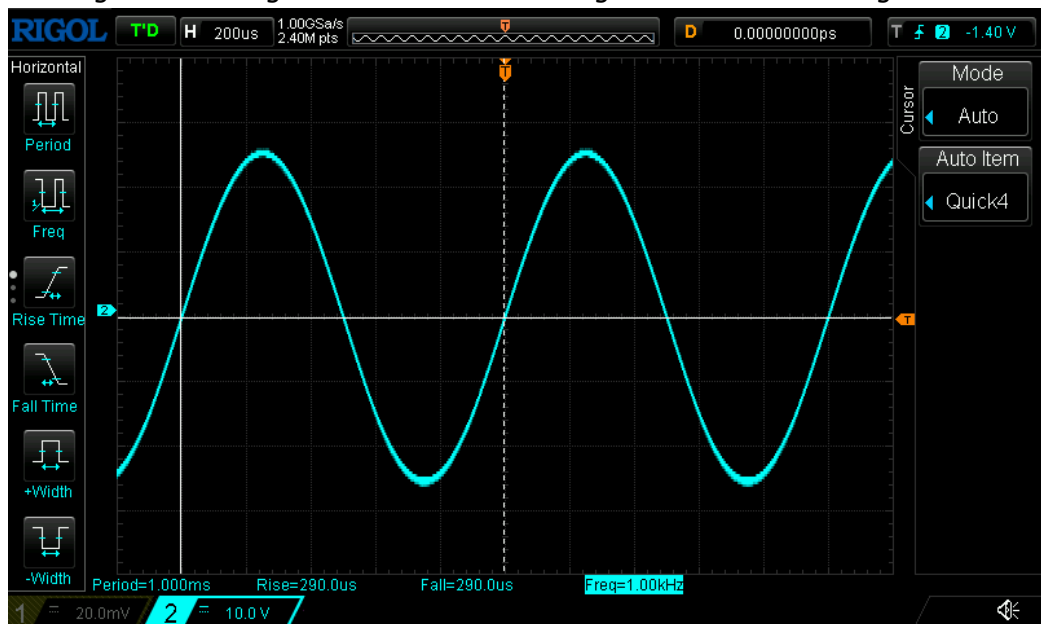 RIGOL T'D H 200us 1.00GSa/s 2.40M pts T D 0.00000000ps T 2 -1.40 V
Horizontal
Period
Freq
Rise Time
Fall Time
+Width
-Width
T
2
T
Period=1.000ms Rise=290.0us Fall=290.0us Freq=1.00kHz
1 20.0mV 2 10.0 V
Cursor
Mode
Auto
Auto Item
Quick4